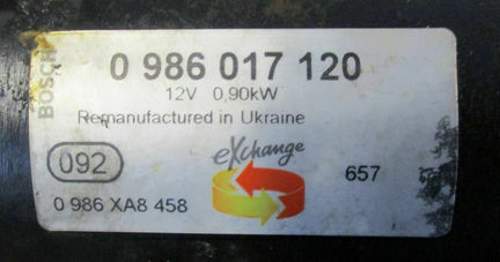 BOSCH
0 986 017 120
12V 0,90kW
Remanufactured in Ukraine
092
eXchange
657
0 986 XA8 458